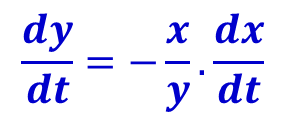 dy/dt = − x/y . dx/dt